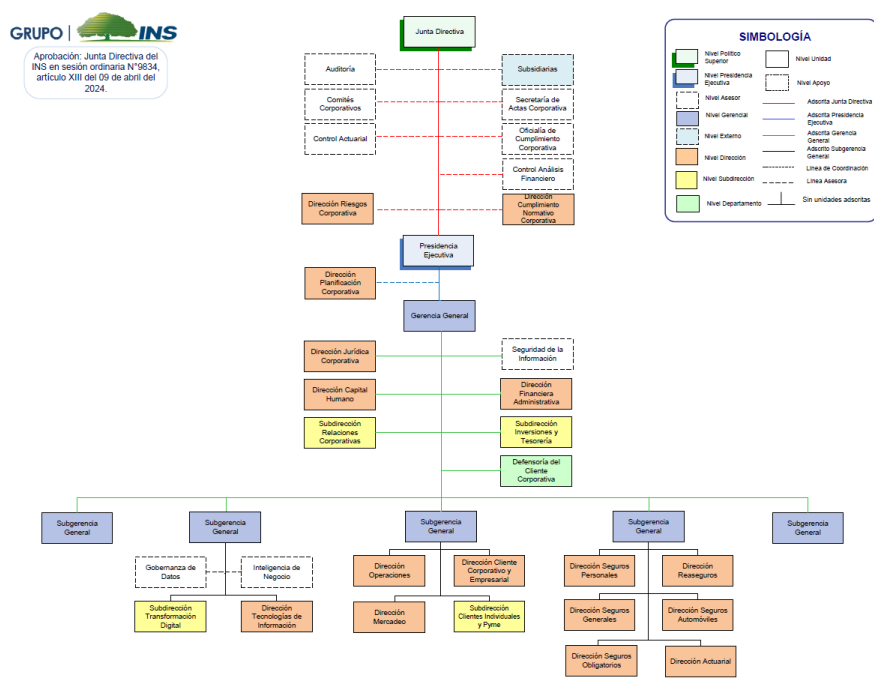 GRUPO INS
Aprobación: Junta Directiva del
INS en sesión ordinaria N°9834,
artículo XIII del 09 de abril del
2024.
Junta Directiva
Auditoría
Subsidiarias
Comités
Corporativos
Secretaría de
Actas Corporativa
Control Actuarial
Oficialía de
Cumplimiento
Corporativa
Control Análisis
Financiero
Dirección Riesgos
Corporativa
Dirección
Cumplimiento
Normativo
Corporativa
Presidencia
Ejecutiva
Dirección
Planificación
Corporativa
Gerencia General
Dirección Jurídica
Corporativa
Seguridad de la
Información
Dirección Capital
Humano
Dirección
Financiera
Administrativa
Subdirección
Relaciones
Corporativas
Subdirección
Inversiones y
Tesorería
Defensoría del
Cliente
Corporativa
Subgerencia
General
Subgerencia
General
Subgerencia
General
Subgerencia
General
Subgerencia
General
Gobernanza de
Datos
Inteligencia de
Negocio
Subdirección
Transformación
Digital
Dirección
Tecnologías de
Información
Dirección
Operaciones
Dirección Cliente
Corporativo y
Empresarial
Dirección
Mercadeo
Subdirección
Clientes Individuales
y Pyme
Dirección Seguros
Personales
Dirección
Reaseguros
Dirección Seguros
Generales
Dirección Seguros
Automóviles
Dirección Seguros
Obligatorios
Dirección Actuarial
SIMBOLOGÍA
Nivel Político
Superior
Nivel Unidad
Nivel Presidencia
Ejecutiva
Nivel Apoyo
Nivel Asesor
Adscrita Junta Directiva
Nivel Gerencial
Adscrita Presidencia
Ejecutiva
Nivel Externo
Adscrita Gerencia
General
Nivel Dirección
Adscrito Subgerencia
General
Línea de Coordinación
Nivel Subdirección
Línea Asesora
Nivel Departamento
Sin unidades adscritas